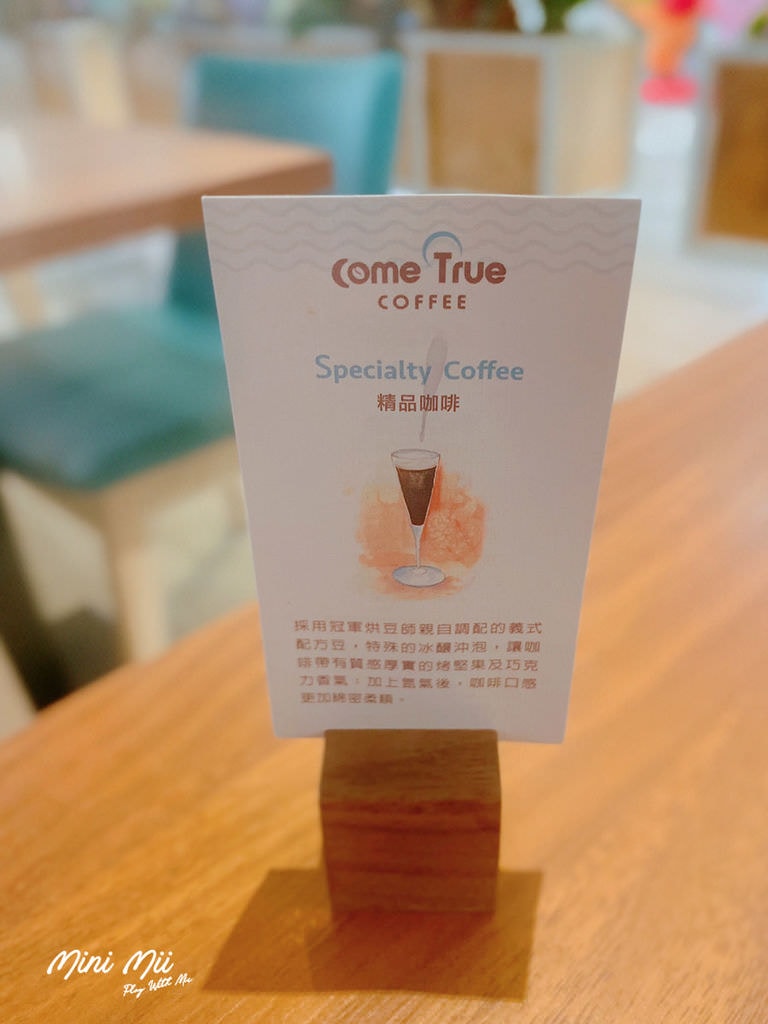 Come True
COFFEE
Specialty Coffee
精品咖啡
採用冠軍烘豆師親自調配的義式
配方豆，特殊的冰釀沖泡，讓咖
啡帶有質感厚實的烤堅果及巧克
力香氣；加上氮氣後，咖啡口感
更加綿密柔順。
Mini Mii
Play With Me